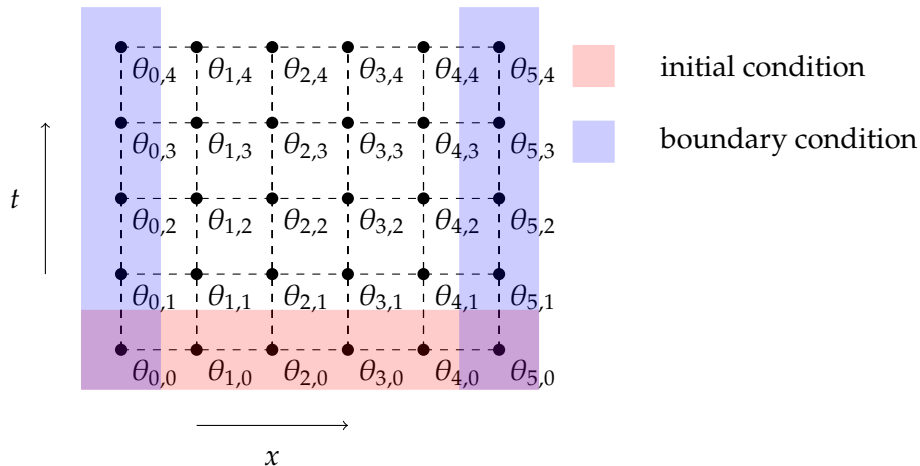 θ0,4 θ1,4 θ2,4 θ3,4 θ4,4 θ5,4
initial condition
θ0,3 θ1,3 θ2,3 θ3,3 θ4,3 θ5,3
boundary condition
t
θ0,2 θ1,2 θ2,2 θ3,2 θ4,2 θ5,2
θ0,1 θ1,1 θ2,1 θ3,1 θ4,1 θ5,1
θ0,0 θ1,0 θ2,0 θ3,0 θ4,0 θ5,0
x